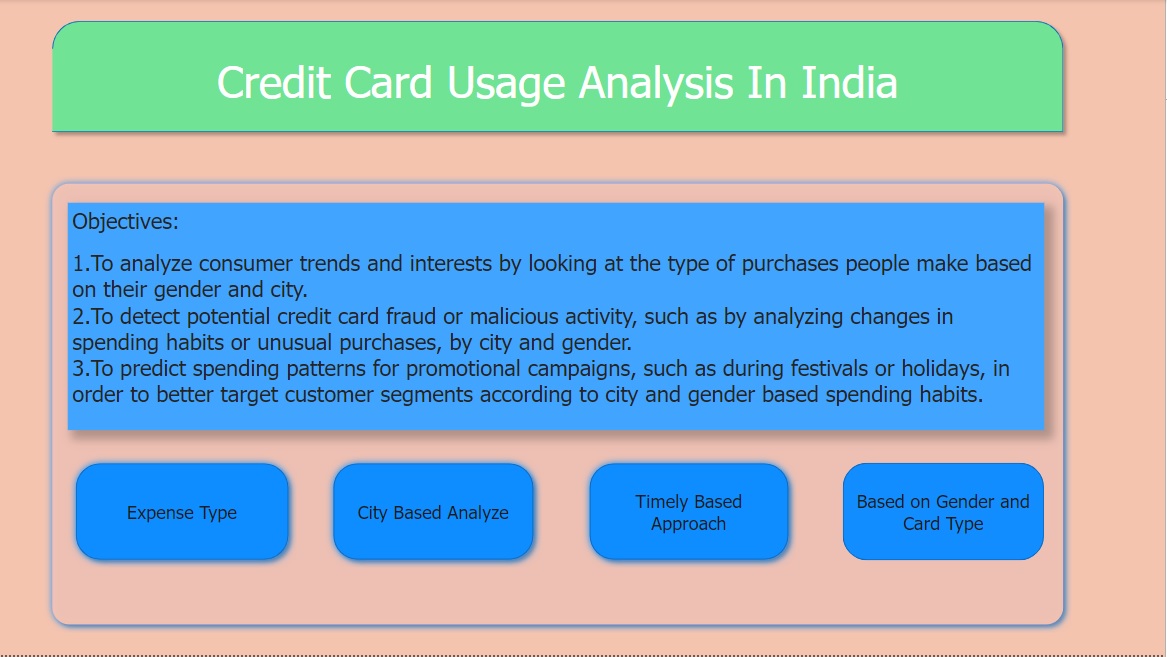 Credit Card Usage Analysis In India
Objectives:
1.To analyze consumer trends and interests by looking at the type of purchases people make based
on their gender and city.
2.To detect potential credit card fraud or malicious activity, such as by analyzing changes in
spending habits or unusual purchases, by city and gender.
3.To predict spending patterns for promotional campaigns, such as during festivals or holidays, in
order to better target customer segments according to city and gender based spending habits.
Expense Type
City Based Analyze
Timely Based
Approach
Based on Gender and
Card Type